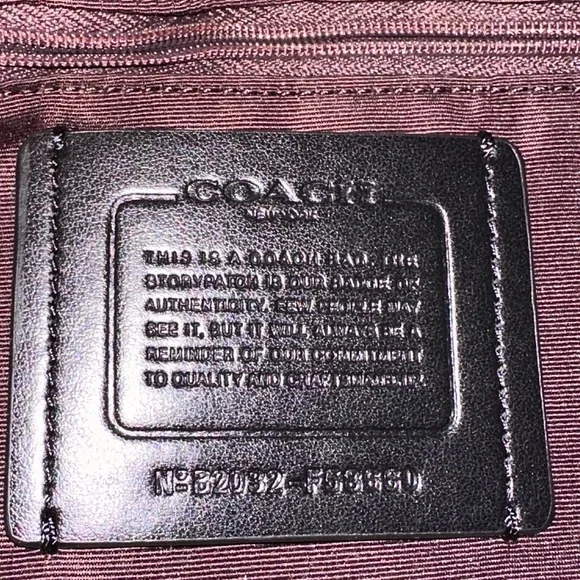 COACH
NEW YORK
THIS IS A COACH BAG. THE
STORYPATCH IS OUR BADGE OF
AUTHENTICITY. FEW PEOPLE MAY
SEE IT, BUT IT WILL ALWAYS BE A
REMINDER OF OUR COMMITMENT
TO QUALITY AND CRAFTSMANSHIP.